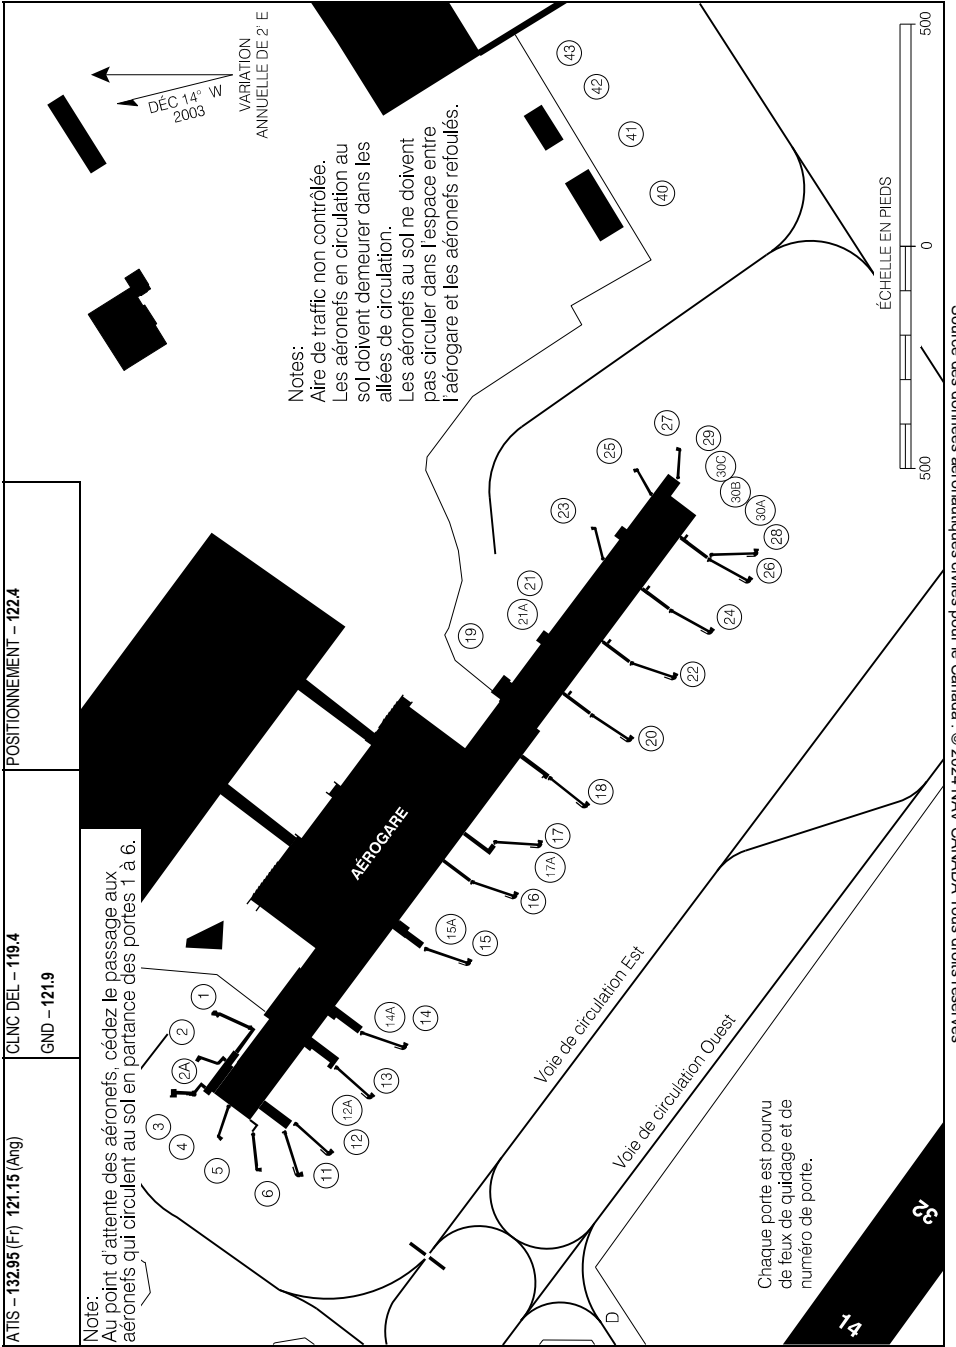 ATIS – 132.95 (Fr) 121.15 (Ang)
CLNC DEL – 119.4
GND – 121.9
POSITIONNEMENT – 122.4
Note:
Au point d'attente des aéronefs, cédez le passage aux
aéronefs qui circulent au sol en partance des portes 1 à 6.
DÉC 14° W
2003
VARIATION
ANNUELLE DE 2' E
Notes:
Aire de traffic non contrôlée.
Les aéronefs en circulation au
sol doivent demeurer dans les
allées de circulation.
Les aéronefs au sol ne doivent
pas circuler dans l'espace entre
l'aérogare et les aéronefs refoulés.
AÉROGARE
1
2
2A
3
4
5
6
11
12
12A
13
14A
14
15A
15
16
17A
17
18
19
20
21A
21
22
23
24
25
26
27
28
29
30A
30B
30C
40
41
42
43
Voie de circulation Est
Voie de circulation Ouest
Chaque porte est pourvu
de feux de quidage et de
numéro de porte.
D
14
32
ÉCHELLE EN PIEDS
500
0
500